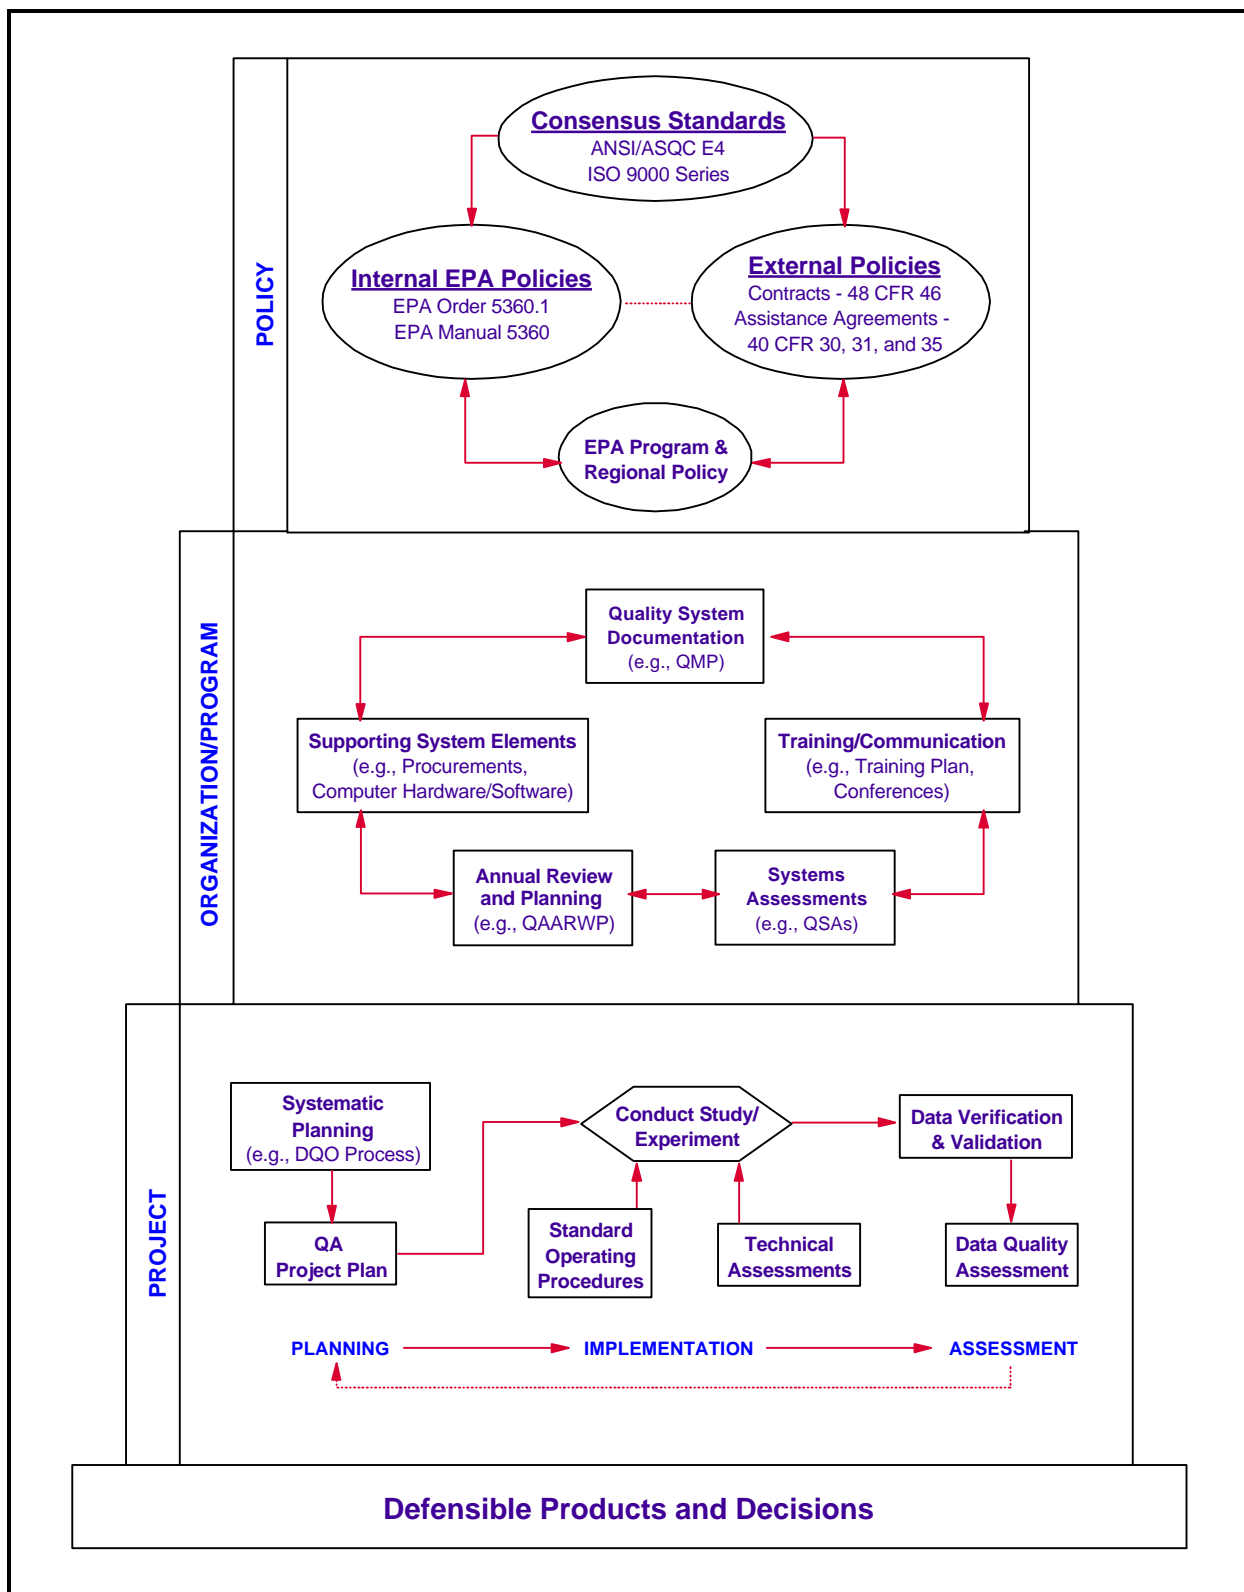 POLICY
Consensus Standards
ANSI/ASQC E4
ISO 9000 Series
Internal EPA Policies
EPA Order 5360.1
EPA Manual 5360
External Policies
Contracts - 48 CFR 46
Assistance Agreements -
40 CFR 30, 31, and 35
EPA Program &
Regional Policy
ORGANIZATION/PROGRAM
Quality System
Documentation
(e.g., QMP)
Supporting System Elements
(e.g., Procurements,
Computer Hardware/Software)
Training/Communication
(e.g., Training Plan,
Conferences)
Annual Review
and Planning
(e.g., QAARWP)
Systems
Assessments
(e.g., QSAs)
PROJECT
Systematic
Planning
(e.g., DQO Process)
QA
Project Plan
Conduct Study/
Experiment
Standard
Operating
Procedures
Technical
Assessments
Data Verification
& Validation
Data Quality
Assessment
PLANNING
IMPLEMENTATION
ASSESSMENT
Defensible Products and Decisions